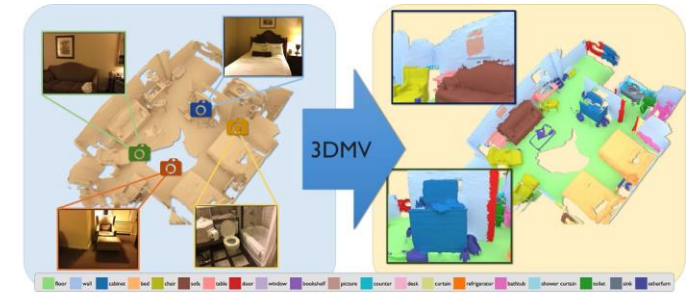 3DMV
floor wall cabinet bed chair sofa table door window bookshelf picture counter desk curtain refrigerator bathtub shower curtain toilet sink otherfurn